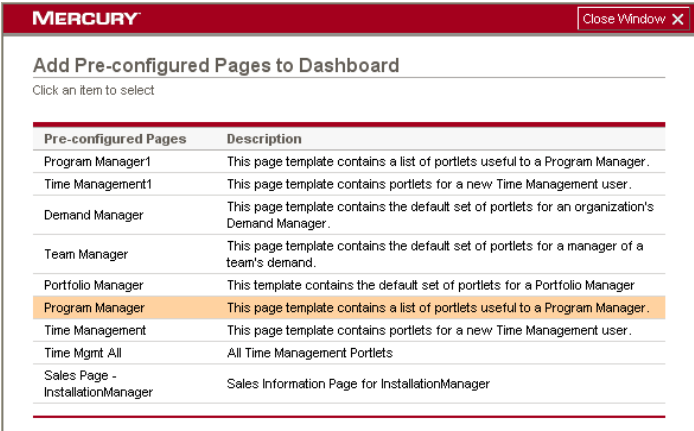 MERCURY
Close Window X
Add Pre-configured Pages to Dashboard
Click an item to select
Pre-configured Pages Description
Program Manager1 This page template contains a list of portlets useful to a Program Manager.
Time Management1 This page template contains portlets for a new Time Management user.
Demand Manager This page template contains the default set of portlets for an organization's
Demand Manager.
Team Manager This page template contains the default set of portlets for a manager of a
team's demand.
Portfolio Manager This template contains the default set of portlets for a Portfolio Manager
Program Manager This page template contains a list of portlets useful to a Program Manager.
Time Management This page template contains portlets for a new Time Management user.
Time Mgmt All All Time Management Portlets
Sales Page -
InstallationManager Sales Information Page for InstallationManager